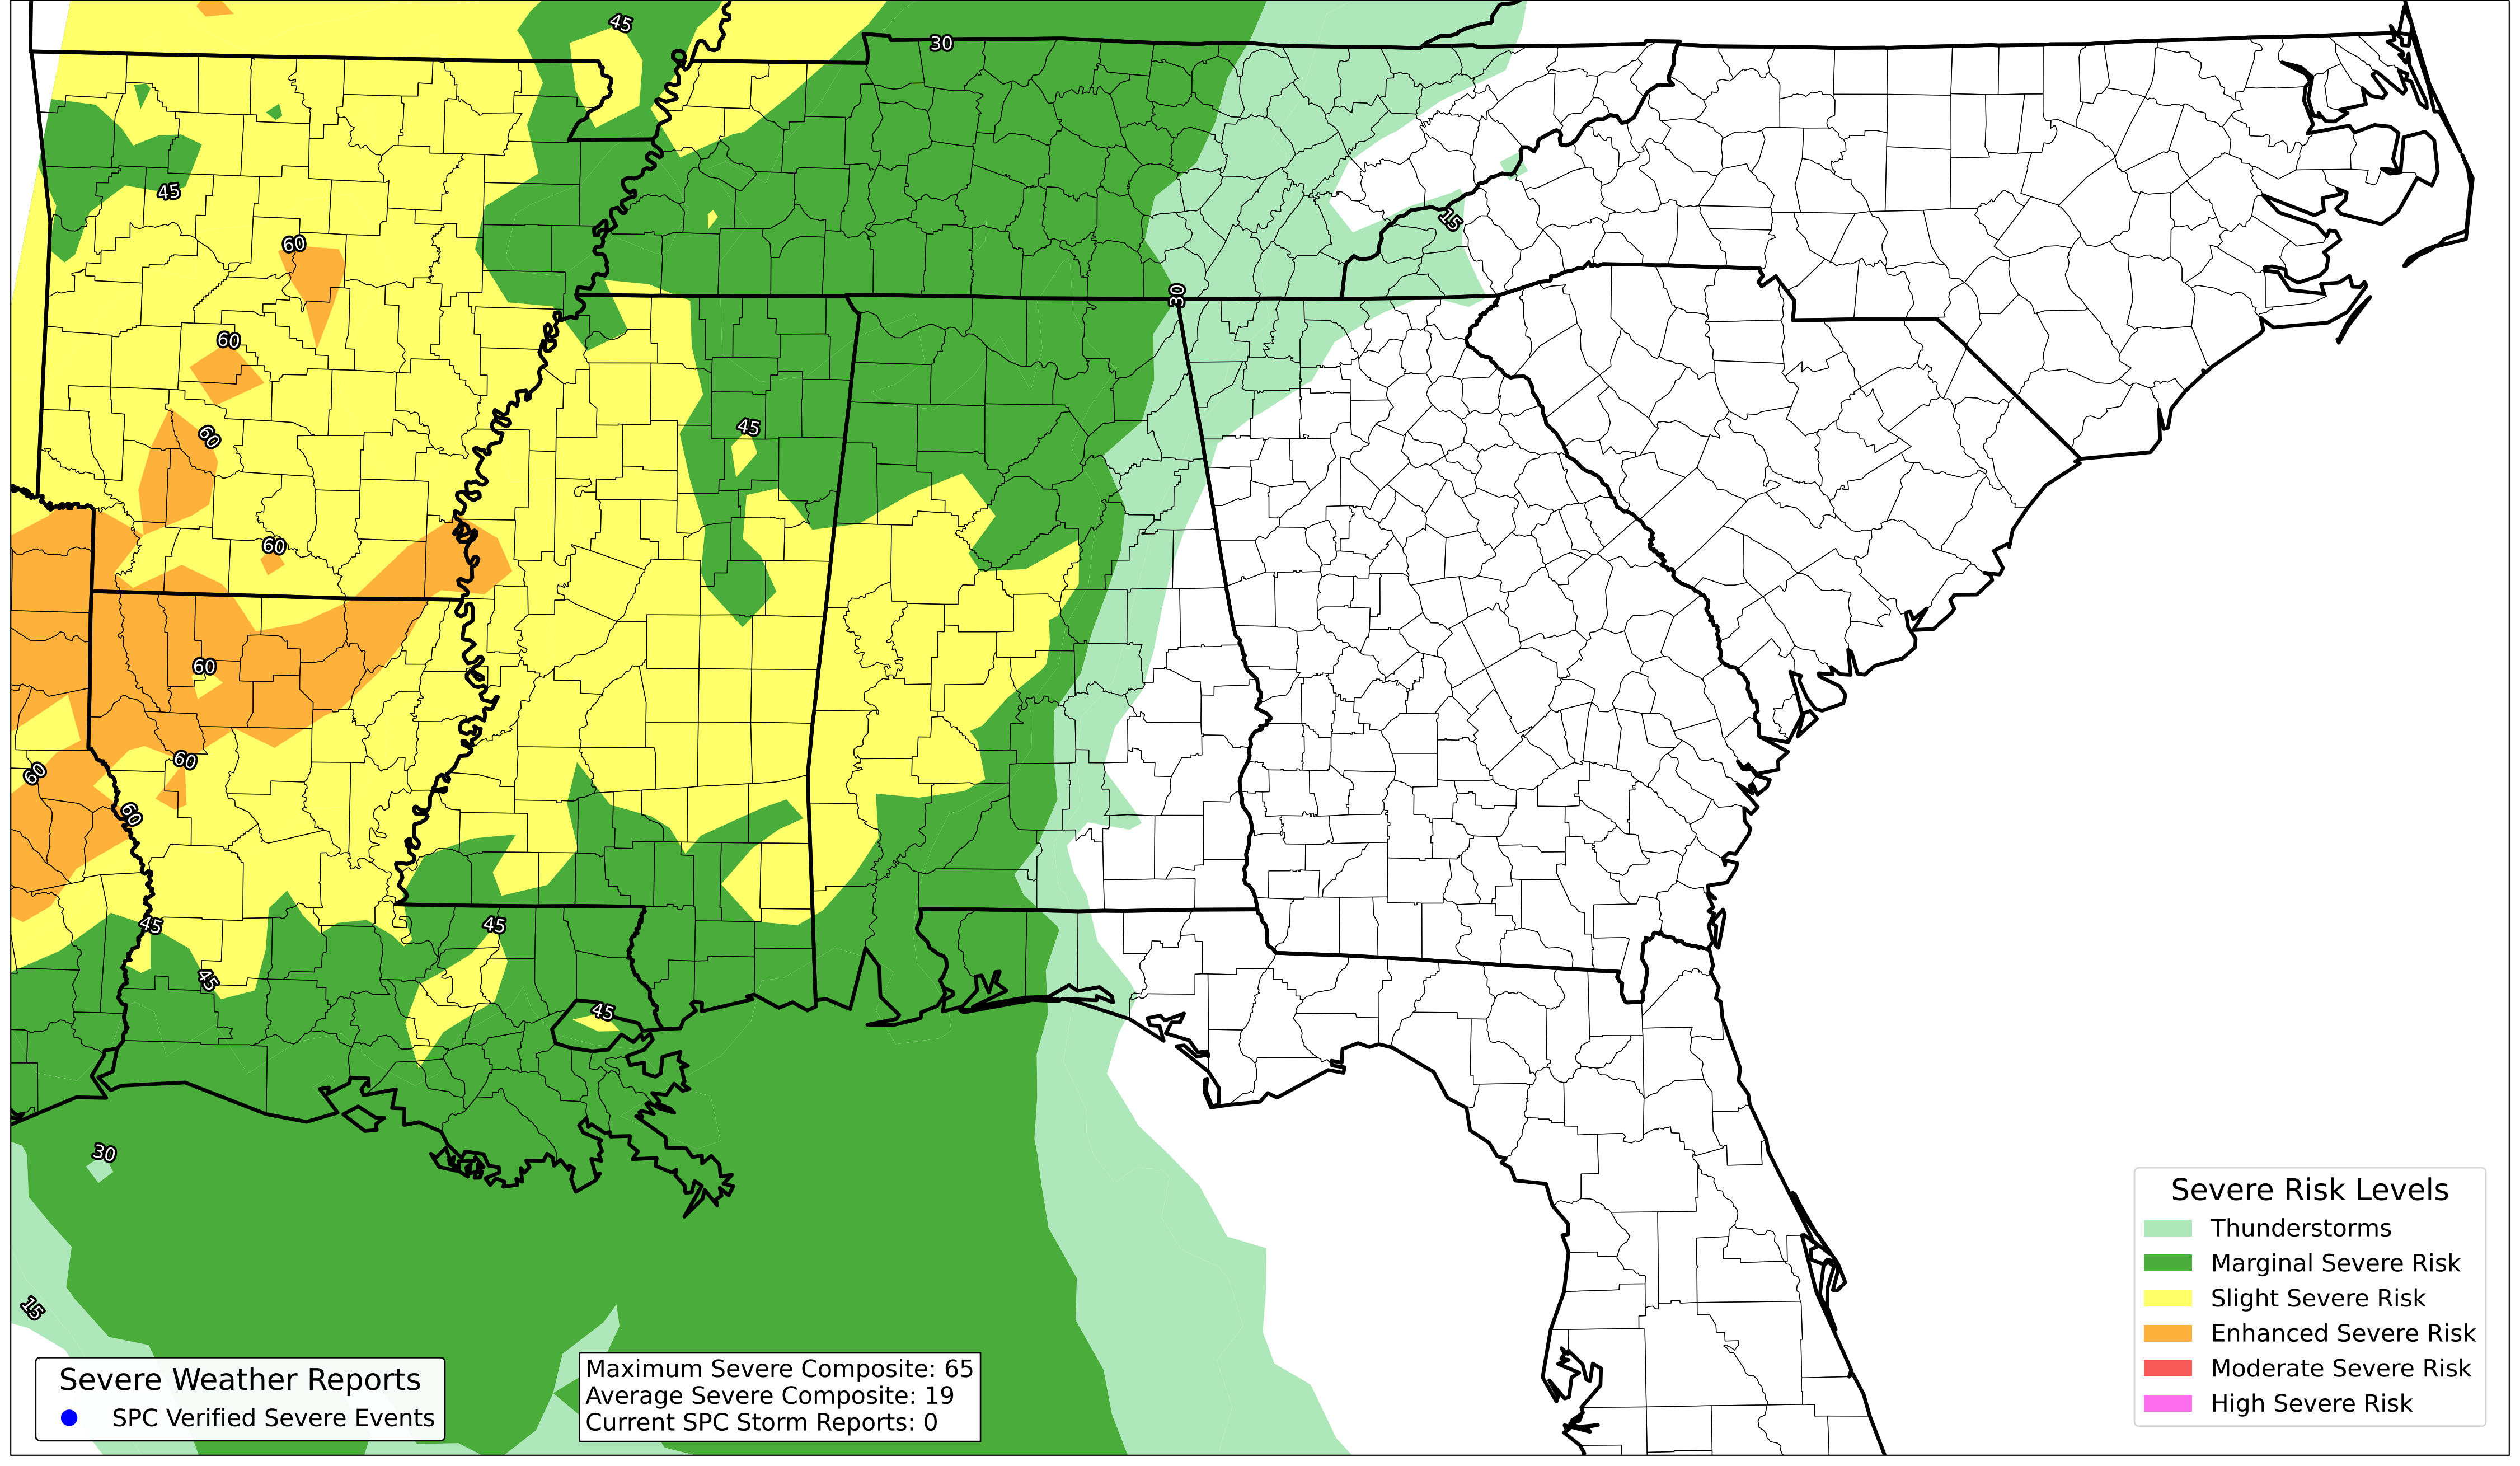 45
30
45
60
15
30
60
45
60
60
60
60
60
60
45
45
45
45
30
15
Severe Risk Levels
Thunderstorms
Marginal Severe Risk
Slight Severe Risk
Enhanced Severe Risk
Moderate Severe Risk
High Severe Risk
Severe Weather Reports
SPC Verified Severe Events
Maximum Severe Composite: 65
Average Severe Composite: 19
Current SPC Storm Reports: 0